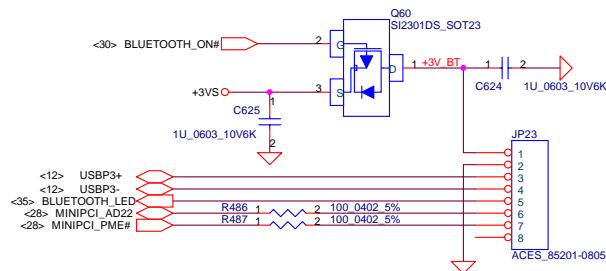 Q60
SI2301DS_SOT23
<30> BLUETOOTH_ON#
2 G
D 1 +3V_BT
1 2
C624
1U_0603_10V6K
+3VS
3 S
C625
1
1U_0603_10V6K
2
JP23
<12> USBP3+
<12> USBP3-
<35> BLUETOOTH_LED
<28> MINIPCI_AD22 R486 1 2 100_0402_5%
<28> MINIPCI_PME# R487 1 2 100_0402_5%
1
2
3
4
5
6
7
8
ACES_85201-0805